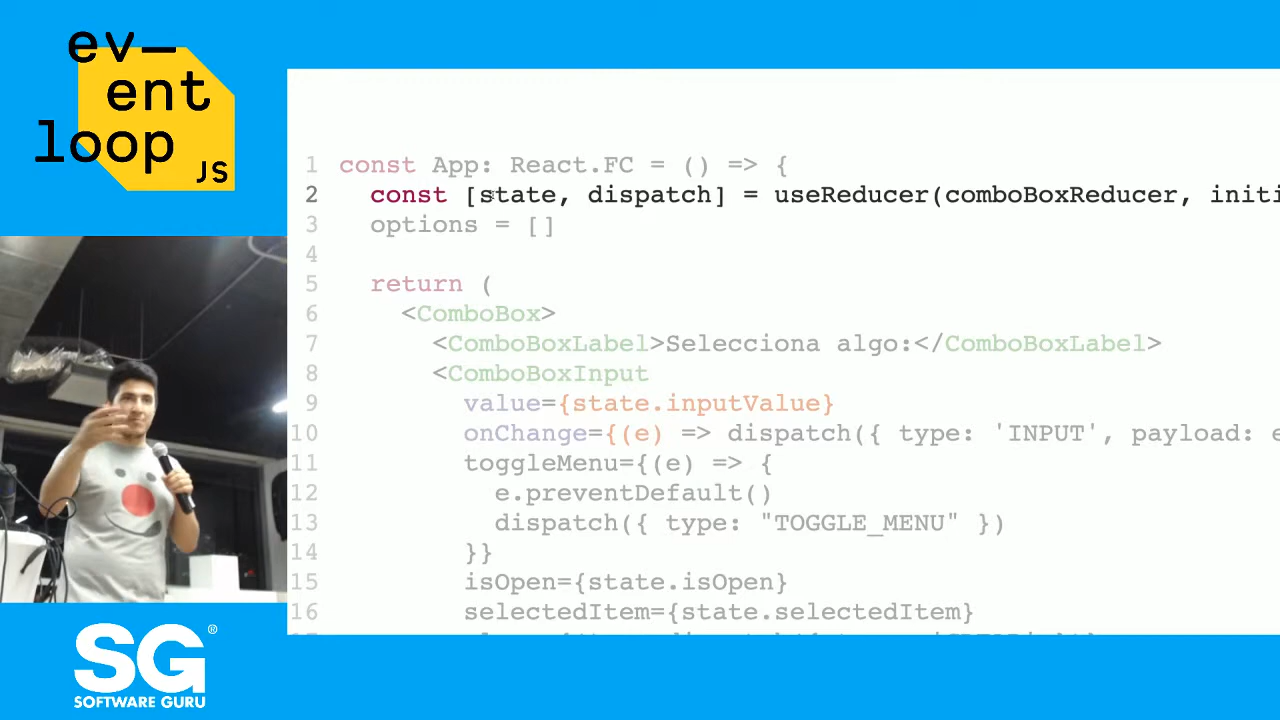 ev—
ent
loop
JS
1 const App: React.FC = () => {
2 const [state, dispatch] = useReducer(comboBoxReducer, initi
3 options = []
4
5 return (
6 <ComboBox>
7 <ComboBoxLabel>Selecciona algo:</ComboBoxLabel>
8 <ComboBoxInput
9 value={state.inputValue}
10 onChange={(e) => dispatch({ type: 'INPUT', payload: e
11 toggleMenu={(e) => {
12 e.preventDefault()
13 dispatch({ type: "TOGGLE_MENU" })
14 }}
15 isOpen={state.isOpen}
16 selectedItem={state.selectedItem}
SG®
SOFTWARE GURU